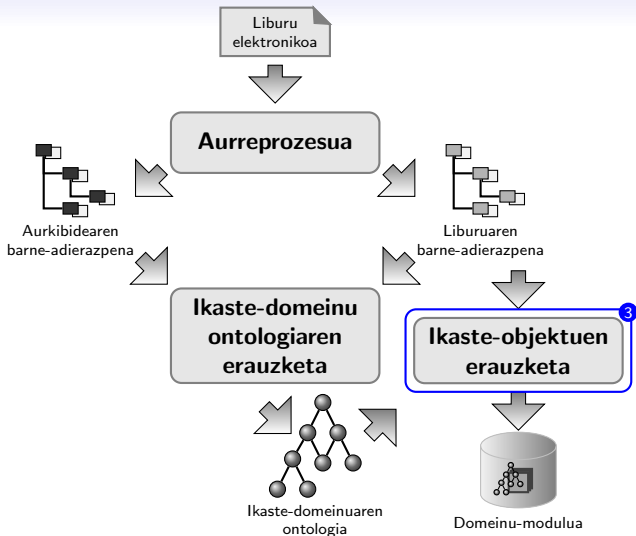 Liburu
elektronikoa
Aurreprozesua
Aurkibidearen
barne-adierazpena
Liburuaren
barne-adierazpena
Ikaste-domeinu
ontologiaren
erauzketa
3
Ikaste-objektuen
erauzketa
Ikaste-domeinuaren
ontologia
Domeinu-modulua